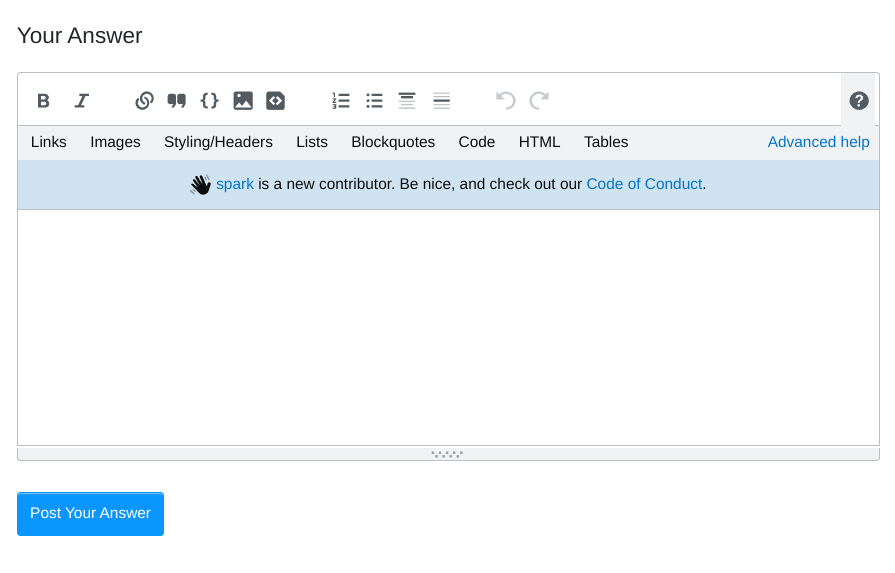 Your Answer
B I
Links Images Styling/Headers Lists Blockquotes Code HTML Tables Advanced help
spark is a new contributor. Be nice, and check out our Code of Conduct.
Post Your Answer